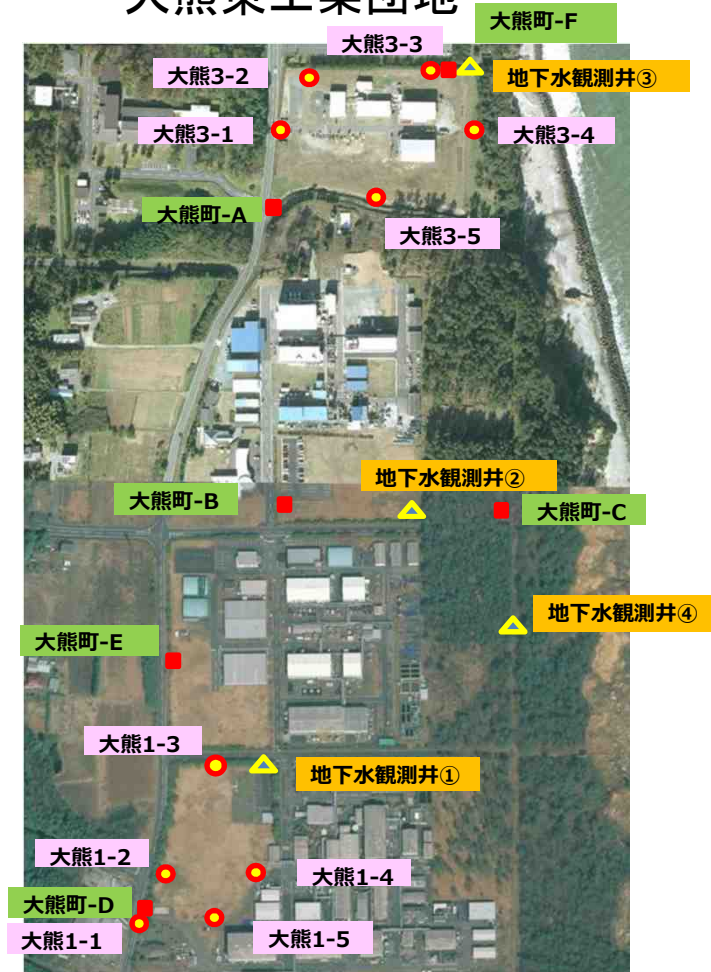 大熊東工業団地
大熊町-F
大熊3-3
大熊3-2
地下水観測井③
大熊3-1
大熊3-4
大熊町-A
大熊3-5
地下水観測井②
大熊町-B
大熊町-C
地下水観測井④
大熊町-E
大熊1-3
地下水観測井①
大熊1-2
大熊1-4
大熊町-D
大熊1-1
大熊1-5